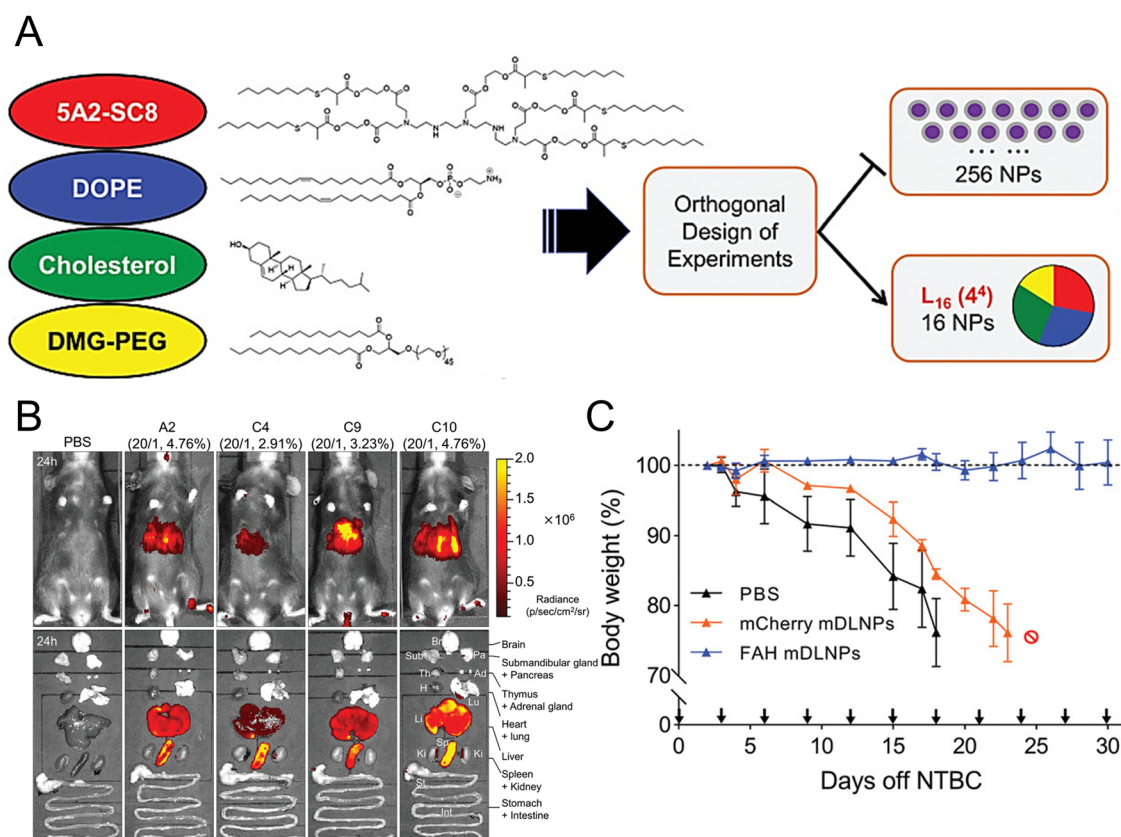 A
5A2-SC8
DOPE
Cholesterol
DMG-PEG
HO
H
H
H
45
Orthogonal
Design of
Experiments
256 NPs
L16 (4⁴)
16 NPs
B
PBS
A2
(20/1, 4.76%)
C4
(20/1, 2.91%)
C9
(20/1, 3.23%)
C10
(20/1, 4.76%)
24h
2.0
1.5
1.0
0.5
×10⁶
Radiance
(p/sec/cm²/sr)
24h
Br
Sub
Pa
Th
Ad
H
Lu
Li
Sp
Ki
Ki
St
Int
Brain
Submandibular gland
+ Pancreas
Thymus
+ Adrenal gland
Heart
+ lung
Liver
Spleen
+ Kidney
Stomach
+ Intestine
C
Body weight (%)
100
90
80
70
0
PBS
mCherry mDLNPs
FAH mDLNPs
0 5 10 15 20 25 30
Days off NTBC